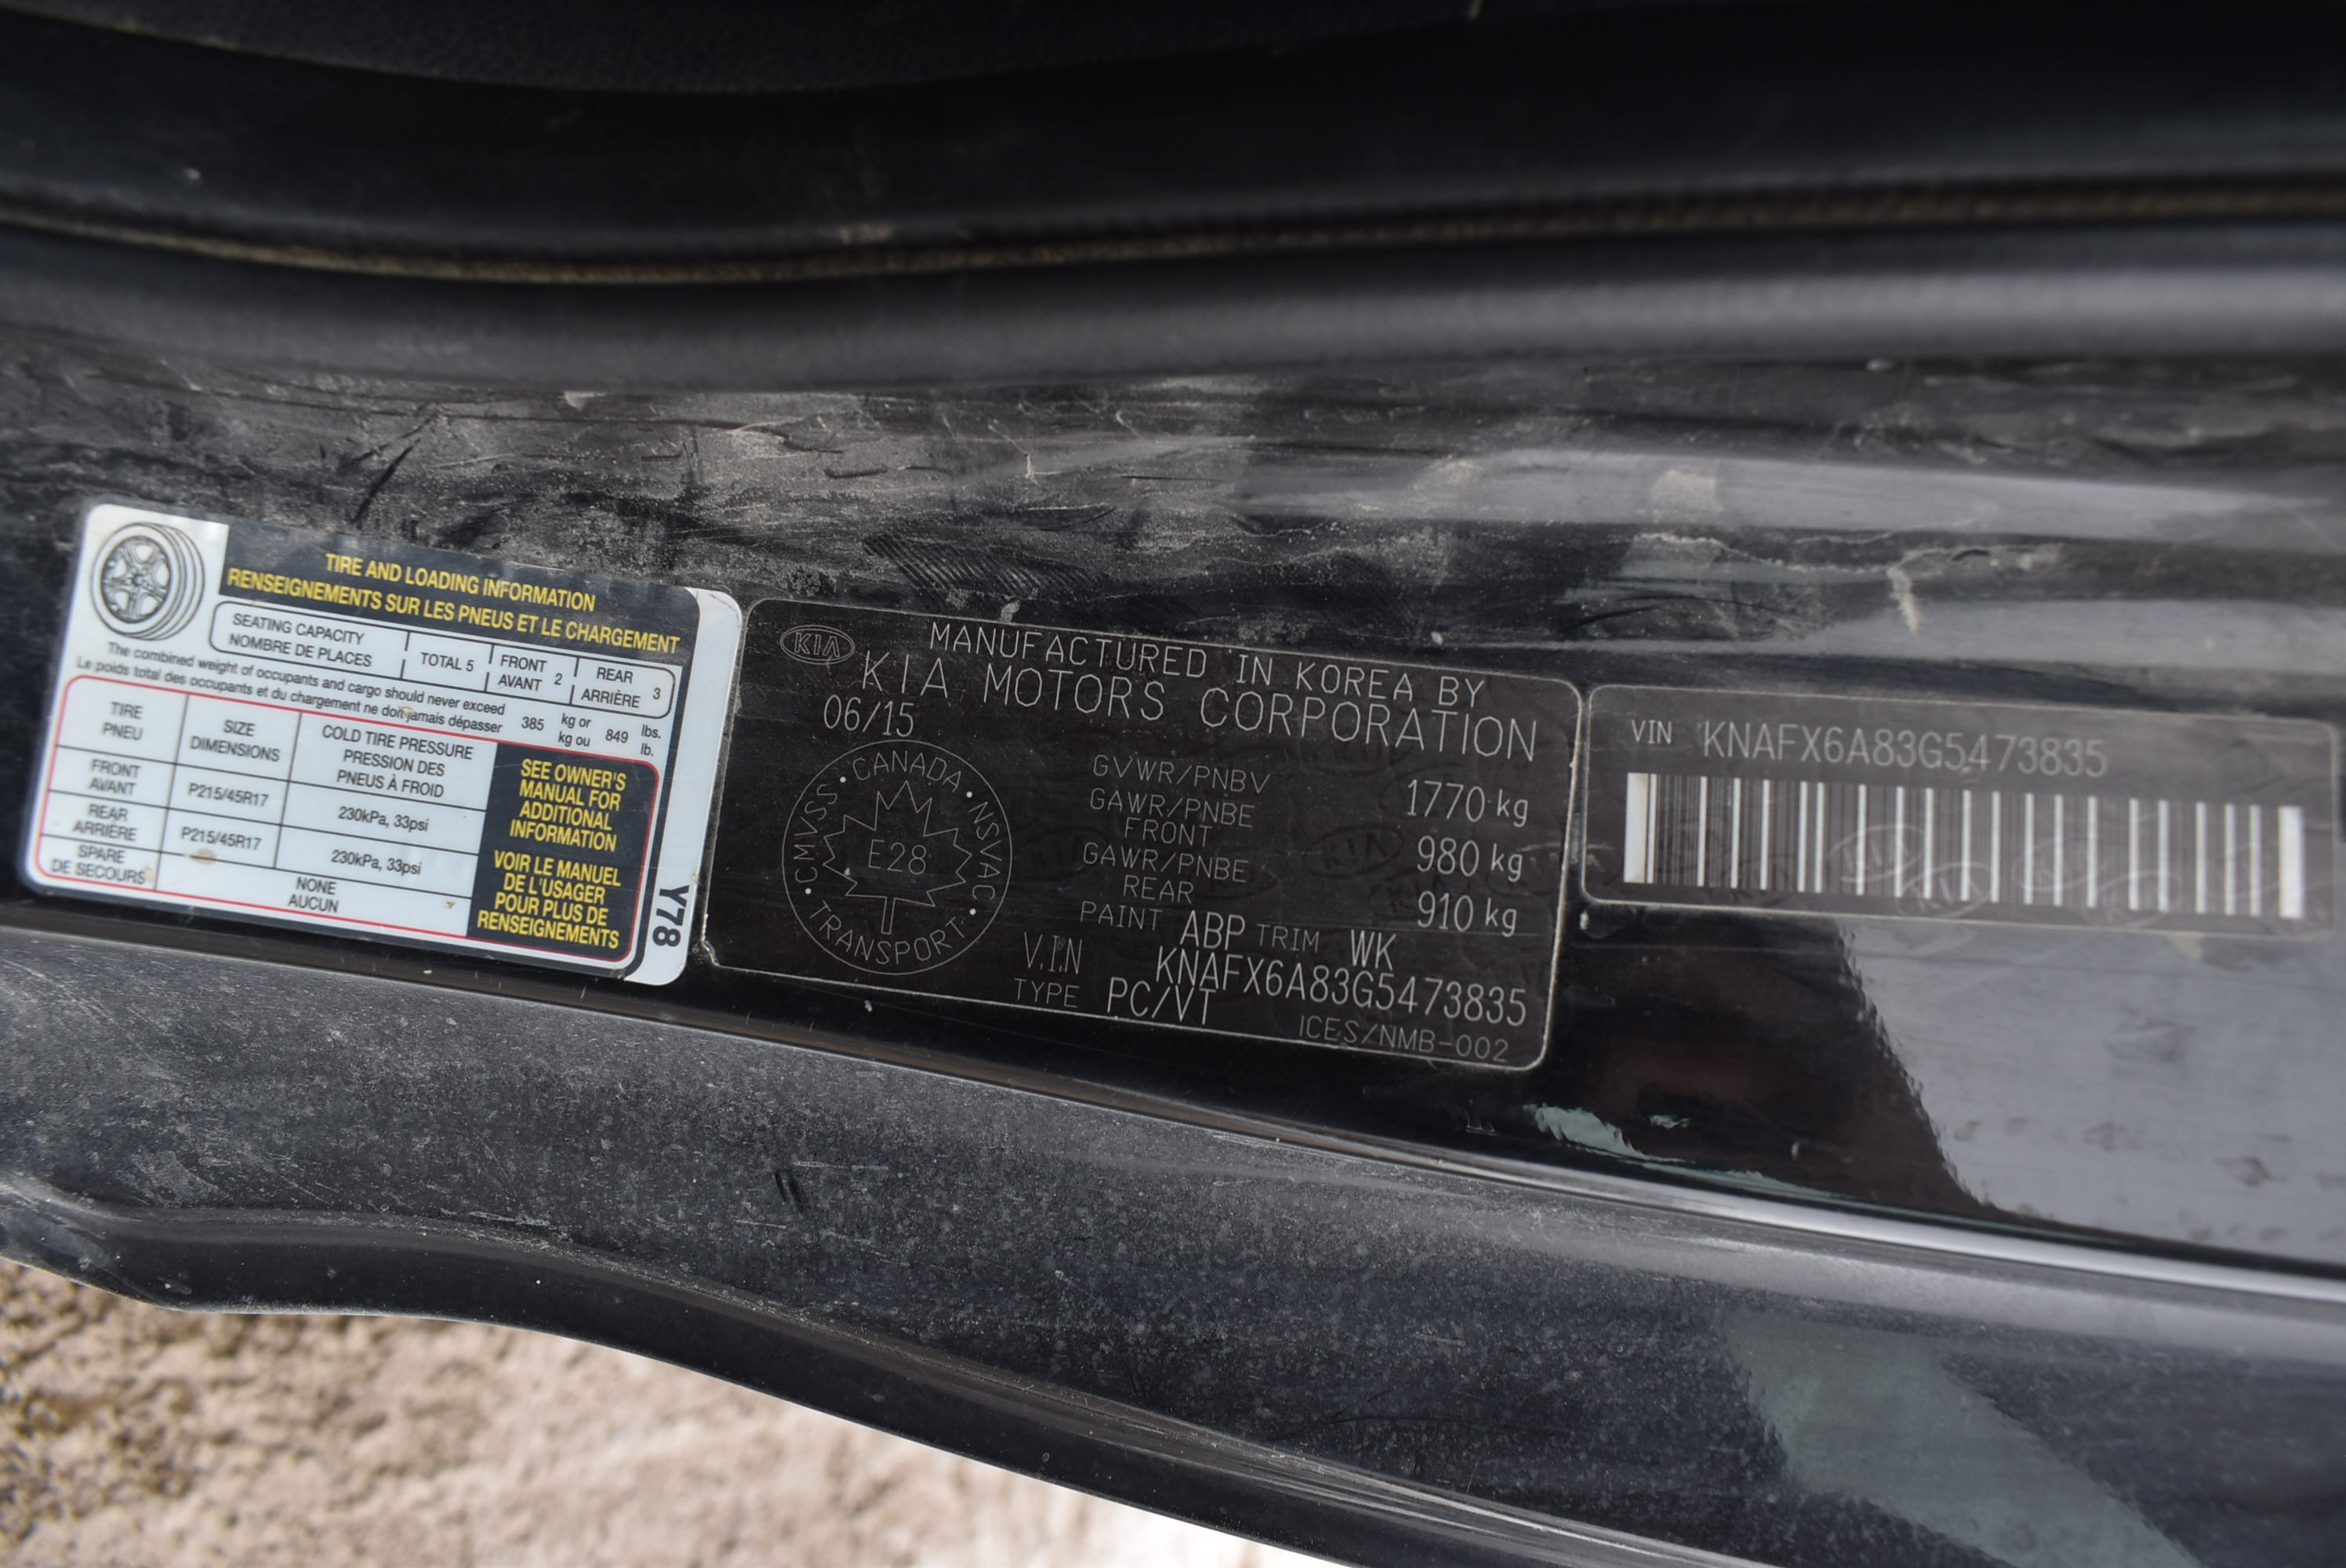 TIRE AND LOADING INFORMATION
RENSEIGNEMENTS SUR LES PNEUS ET LE CHARGEMENT
SEATING CAPACITY
NOMBRE DE PLACES
TOTAL 5
FRONT
AVANT 2
REAR
ARRIÈRE 3
The combined weight of occupants and cargo should never exceed
Le poids total des occupants et du chargement ne doit jamais dépasser
385
kg or
kg ou
849
lbs.
lb.
TIRE
PNEU
SIZE
DIMENSIONS
COLD TIRE PRESSURE
PRESSION DES
PNEUS À FROID
FRONT
AVANT
P215/45R17
230kPa, 33psi
REAR
ARRIÈRE
P215/45R17
230kPa, 33psi
SPARE
DE SECOURS
NONE
AUCUN
SEE OWNER'S
MANUAL FOR
ADDITIONAL
INFORMATION
VOIR LE MANUEL
DE L'USAGER
POUR PLUS DE
RENSEIGNEMENTS
Y78
KIA
MANUFACTURED IN KOREA BY
KIA MOTORS CORPORATION
06/15
CANADA • NSVAC • TRANSPORT • CMVSS •
E28
GVWR/PNBV 1770 kg
GAWR/PNBE
FRONT 980 kg
GAWR/PNBE
REAR 910 kg
PAINT ABP TRIM WK
V.I.N KNAFX6A83G5473835
TYPE PC/VT
ICES/NMB-002
VIN KNAFX6A83G5473835